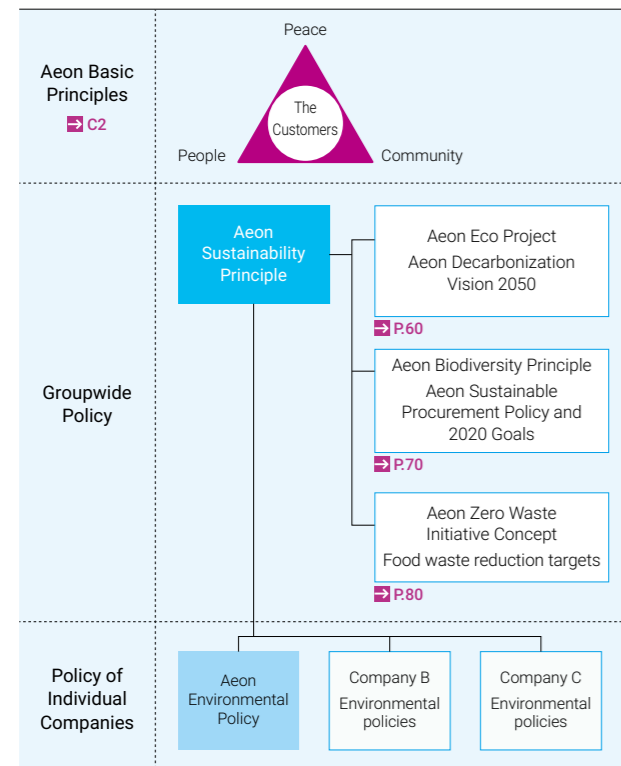 Aeon Basic
Principles
C2
Peace
The
Customers
People
Community
Groupwide
Policy
Aeon
Sustainability
Principle
Aeon Eco Project
Aeon Decarbonization
Vision 2050
P.60
Aeon Biodiversity Principle
Aeon Sustainable
Procurement Policy and
2020 Goals
P.70
Aeon Zero Waste
Initiative Concept
Food waste reduction targets
P.80
Policy of
Individual
Companies
Aeon
Environmental
Policy
Company B
Environmental
policies
Company C
Environmental
policies